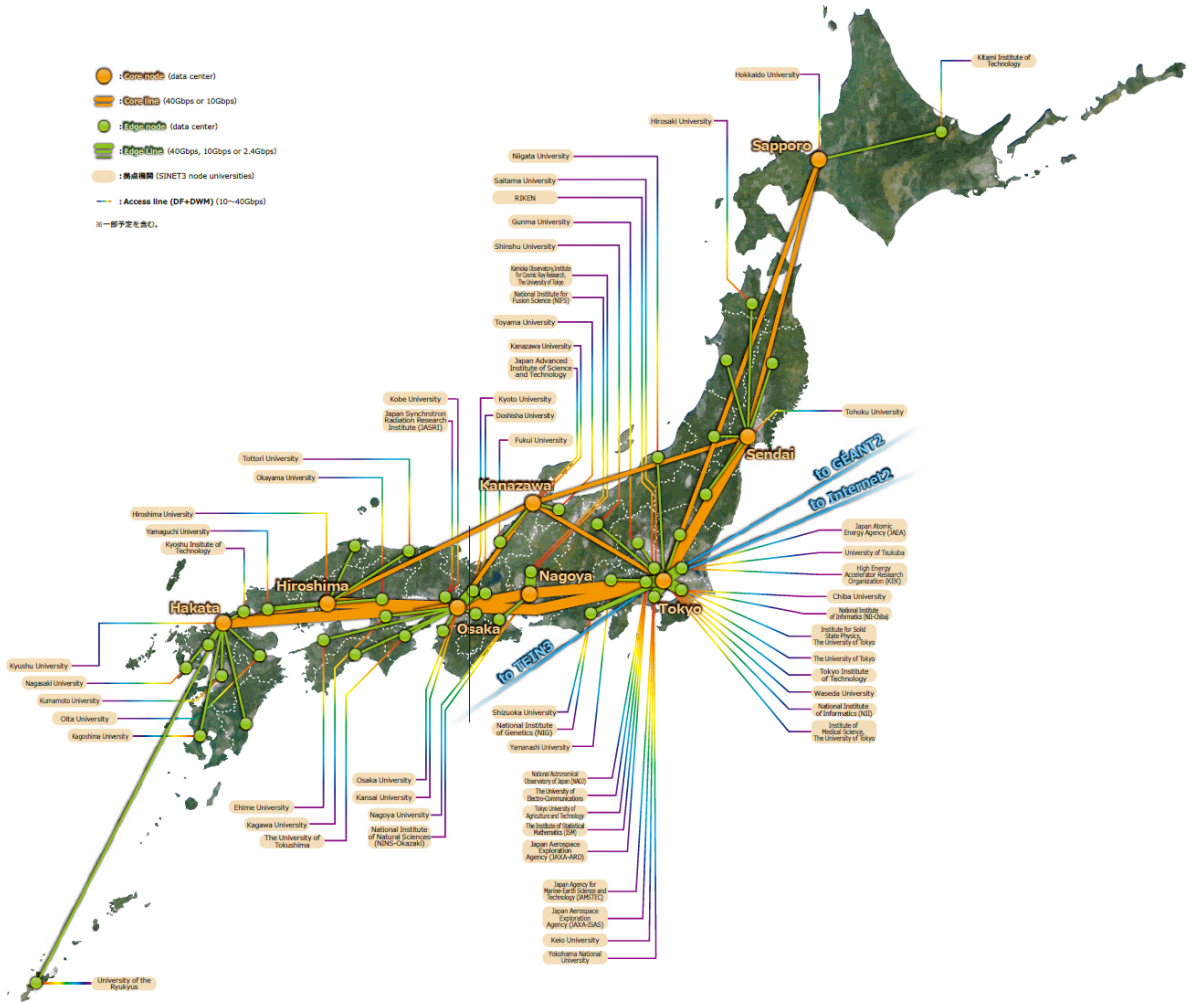 : Core node (data center)
: Core line (40Gbps or 10Gbps)
: Edge node (data center)
: Edge Line (40Gbps, 10Gbps or 2.4Gbps)
: 拠点機関 (SINET3 node universities)
: Access line (DF+DWM) (10～40Gbps)
※一部予定を含む。
Kitami Institute of
Technology
Hokkaido University
Hirosaki University
Sapporo
Niigata University
Saitama University
RIKEN
Gunma University
Shinshu University
Kamioka Observatory,Institute
for Cosmic Ray Research,
The University of Tokyo
National Institute for
Fusion Science (NIFS)
Toyama University
Kanazawa University
Japan Advanced
Institute of Science
and Technology
Kobe University
Japan Synchrotron
Radiation Research
Institute (JASRI)
Kyoto University
Doshisha University
Fukui University
Tohoku University
Sendai
to GÉANT2
to Internet2
Tottori University
Okayama University
Kanazawa
Hiroshima University
Yamaguchi University
Kyoshu Insitute of
Technology
Japan Atomic
Energy Agency (JAEA)
University of Tsukuba
High Energy
Accelerator Research
Organization (KEK)
Chiba University
National Institute
of Informatics (NII-Chiba)
Institute for Solid
State Physics,
The University of Tokyo
The University of Tokyo
Tokyo Institute
of Technology
Waseda University
National Institute
of Informatics (NII)
Institute of
Medical Science,
The University of Tokyo
Hiroshima
Nagoya
Hakata
Tokyo
Osaka
to TEIN3
Kyushu University
Nagasaki University
Kumamoto University
Oita University
Kagoshima University
Shizuoka University
National Institute
of Genetics (NIG)
Yamanashi University
Osaka University
Kansai University
Nagoya University
National Institute
of Natural Sciences
(NINS-Okazaki)
Ehime University
Kagawa University
The University of
Tokushima
National Astronomical
Observatory of Japan (NAOJ)
The University of
Electro-Communications
Tokyo University of
Agriculture and Technology
The Institute of Statistical
Mathematics (ISM)
Japan Aerospace
Exploration
Agency (JAXA-ARD)
Japan Agency for
Marine-Earth Science and
Technology (JAMSTEC)
Japan Aerospace
Exploration
Agency (JAXA-ISAS)
Keio University
Yokohama National
University
University of the
Ryukyus